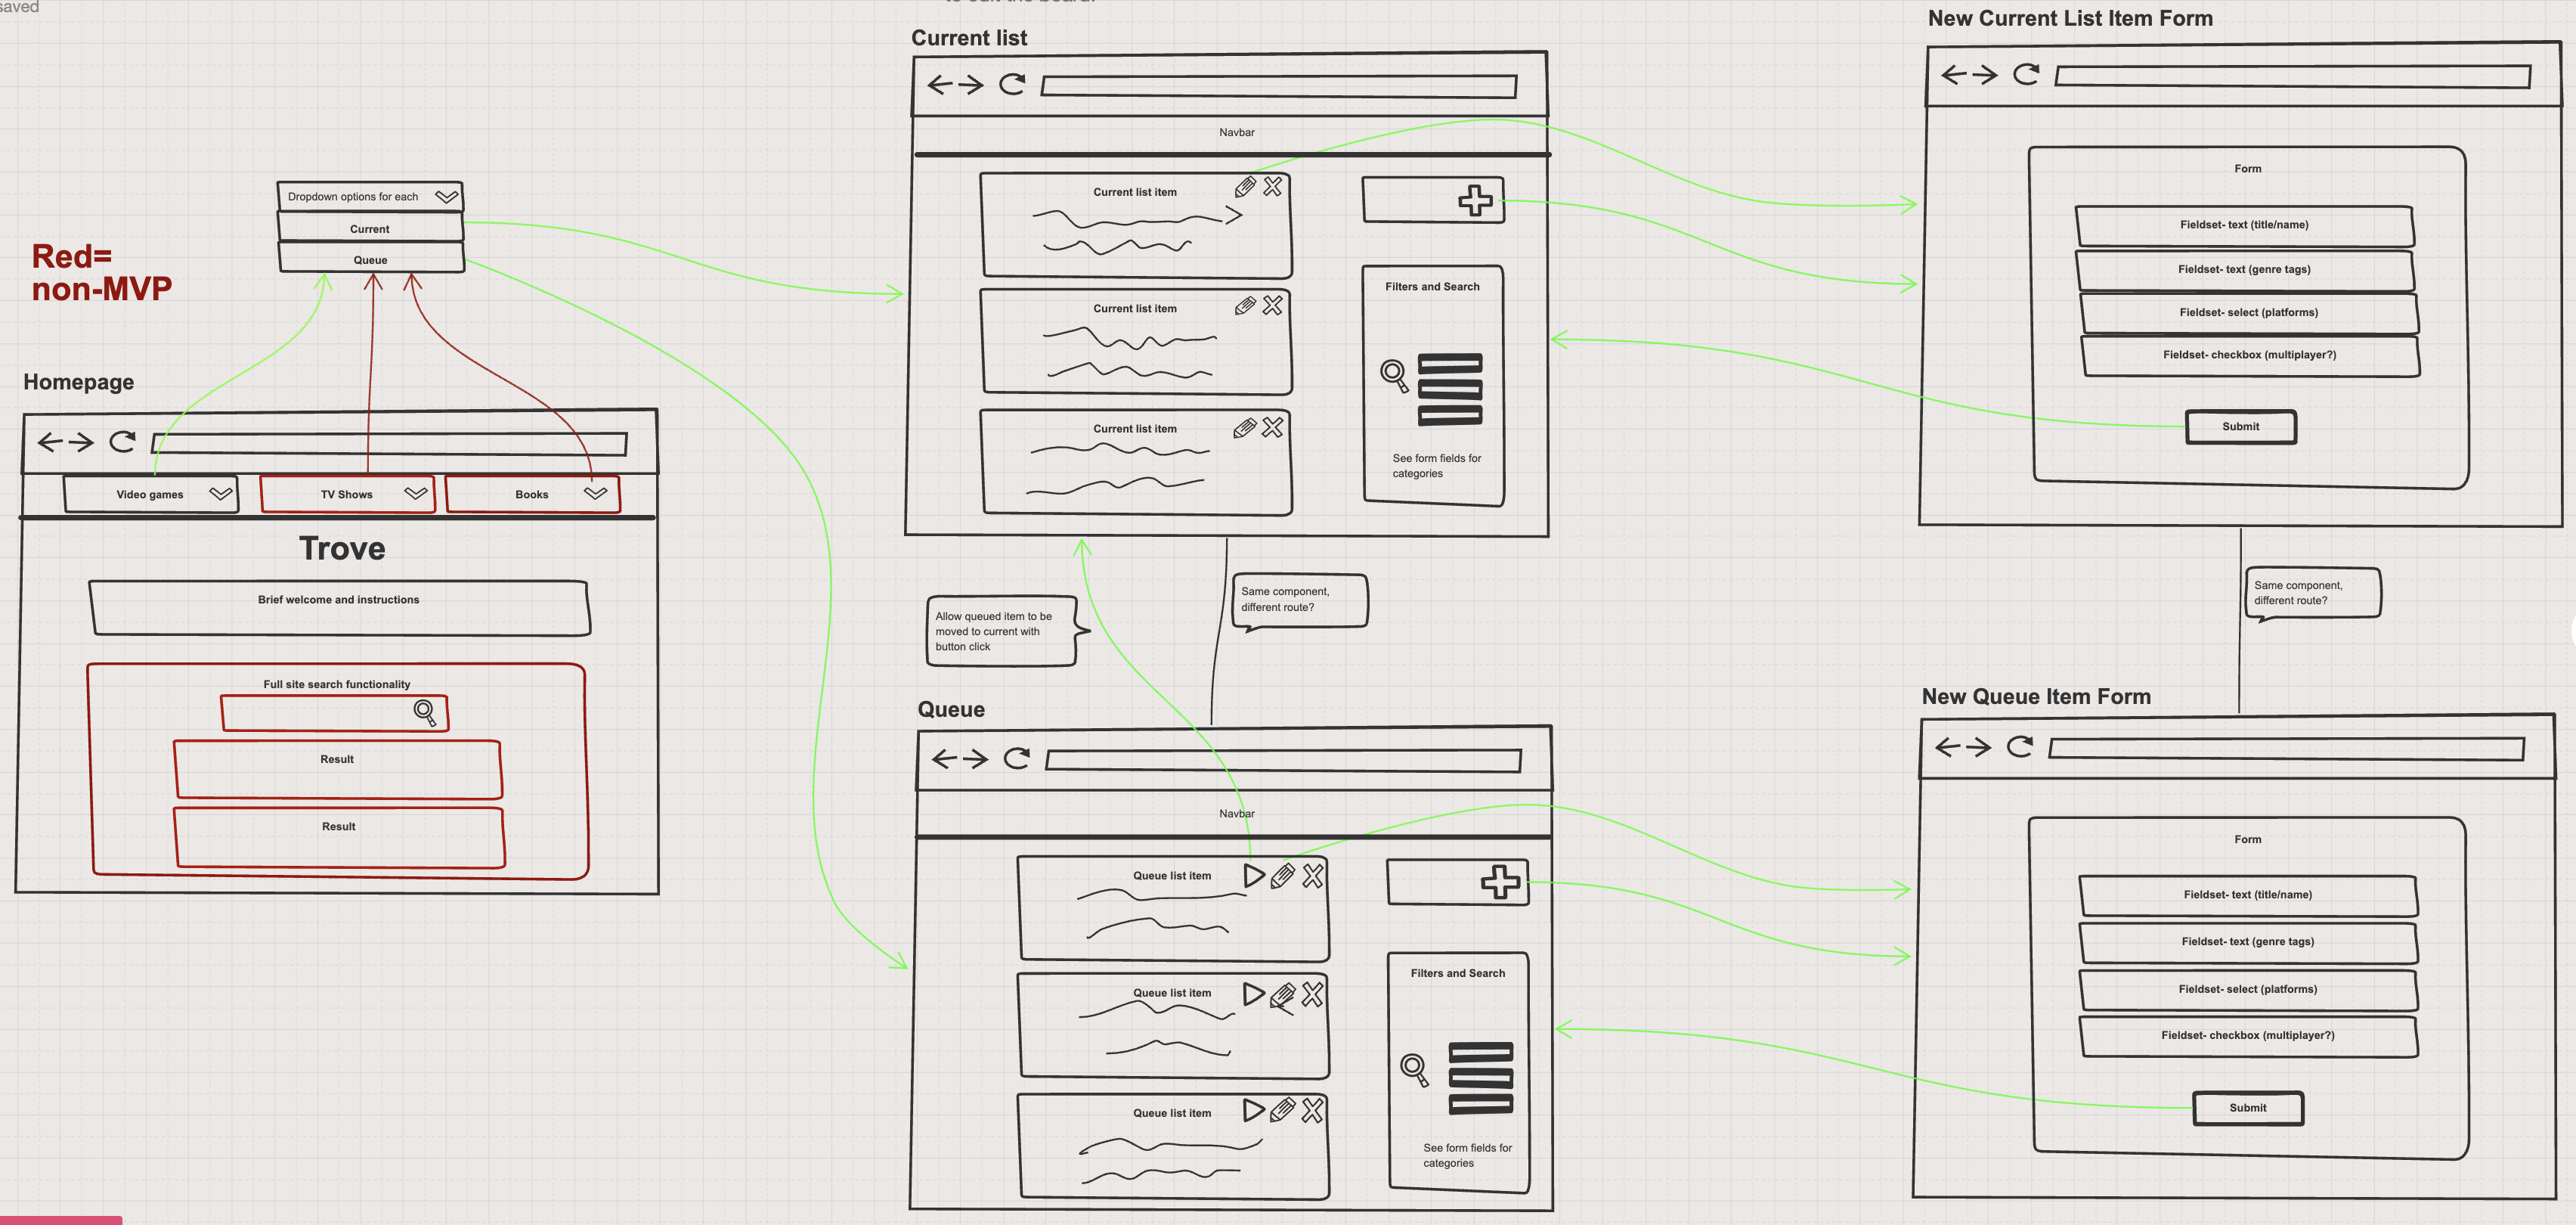 saved
to edit the board.
Red=
non-MVP
Dropdown options for each
Current
Queue
Homepage
Video games
TV Shows
Books
Trove
Brief welcome and instructions
Full site search functionality
Result
Result
Current list
Navbar
Current list item
Current list item
Current list item
Filters and Search
See form fields for
categories
Allow queued item to be
moved to current with
button click
Same component,
different route?
Queue
Navbar
Queue list item
Queue list item
Queue list item
Filters and Search
See form fields for
categories
New Current List Item Form
Form
Fieldset- text (title/name)
Fieldset- text (genre tags)
Fieldset- select (platforms)
Fieldset- checkbox (multiplayer?)
Submit
Same component,
different route?
New Queue Item Form
Form
Fieldset- text (title/name)
Fieldset- text (genre tags)
Fieldset- select (platforms)
Fieldset- checkbox (multiplayer?)
Submit